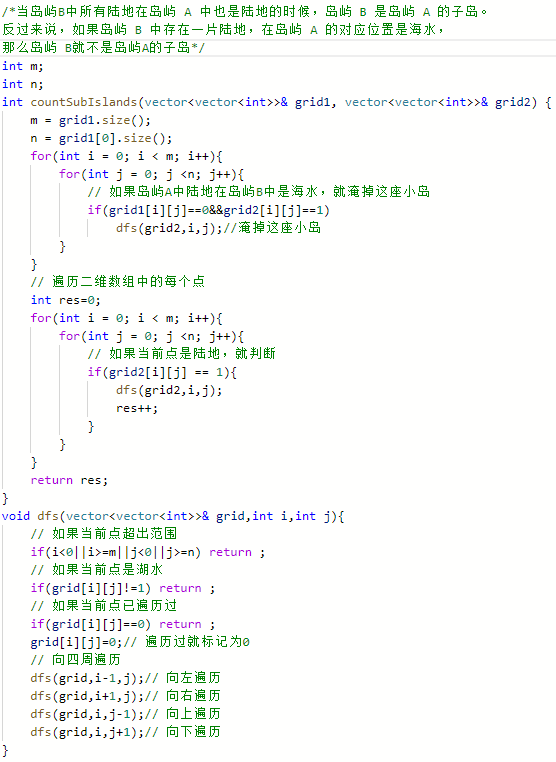 /*当岛屿B中所有陆地在岛屿 A 中也是陆地的时候，岛屿 B 是岛屿 A 的子岛。
反过来说，如果岛屿 B 中存在一片陆地，在岛屿 A 的对应位置是海水，
那么岛屿 B就不是岛屿A的子岛*/
int m;
int n;
int countSubIslands(vector<vector<int>>& grid1, vector<vector<int>>& grid2) {
    m = grid1.size();
    n = grid1[0].size();
    for(int i = 0; i < m; i++){
        for(int j = 0; j <n; j++){
            // 如果岛屿A中陆地在岛屿B中是海水，就淹掉这座小岛
            if(grid1[i][j]==0&&grid2[i][j]==1)
                dfs(grid2,i,j);//淹掉这座小岛
        }
    }
    // 遍历二维数组中的每个点
    int res=0;
    for(int i = 0; i < m; i++){
        for(int j = 0; j <n; j++){
            // 如果当前点是陆地，就判断
            if(grid2[i][j] == 1){
                dfs(grid2,i,j);
                res++;
            }
        }
    }
    return res;
}
void dfs(vector<vector<int>>& grid,int i,int j){
    // 如果当前点超出范围
    if(i<0||i>=m||j<0||j>=n) return ;
    // 如果当前点是湖水
    if(grid[i][j]!=1) return ;
    // 如果当前点已遍历过
    if(grid[i][j]==0) return ;
    grid[i][j]=0;// 遍历过就标记为0
    // 向四周遍历
    dfs(grid,i-1,j);// 向左遍历
    dfs(grid,i+1,j);// 向右遍历
    dfs(grid,i,j-1);// 向上遍历
    dfs(grid,i,j+1);// 向下遍历
}